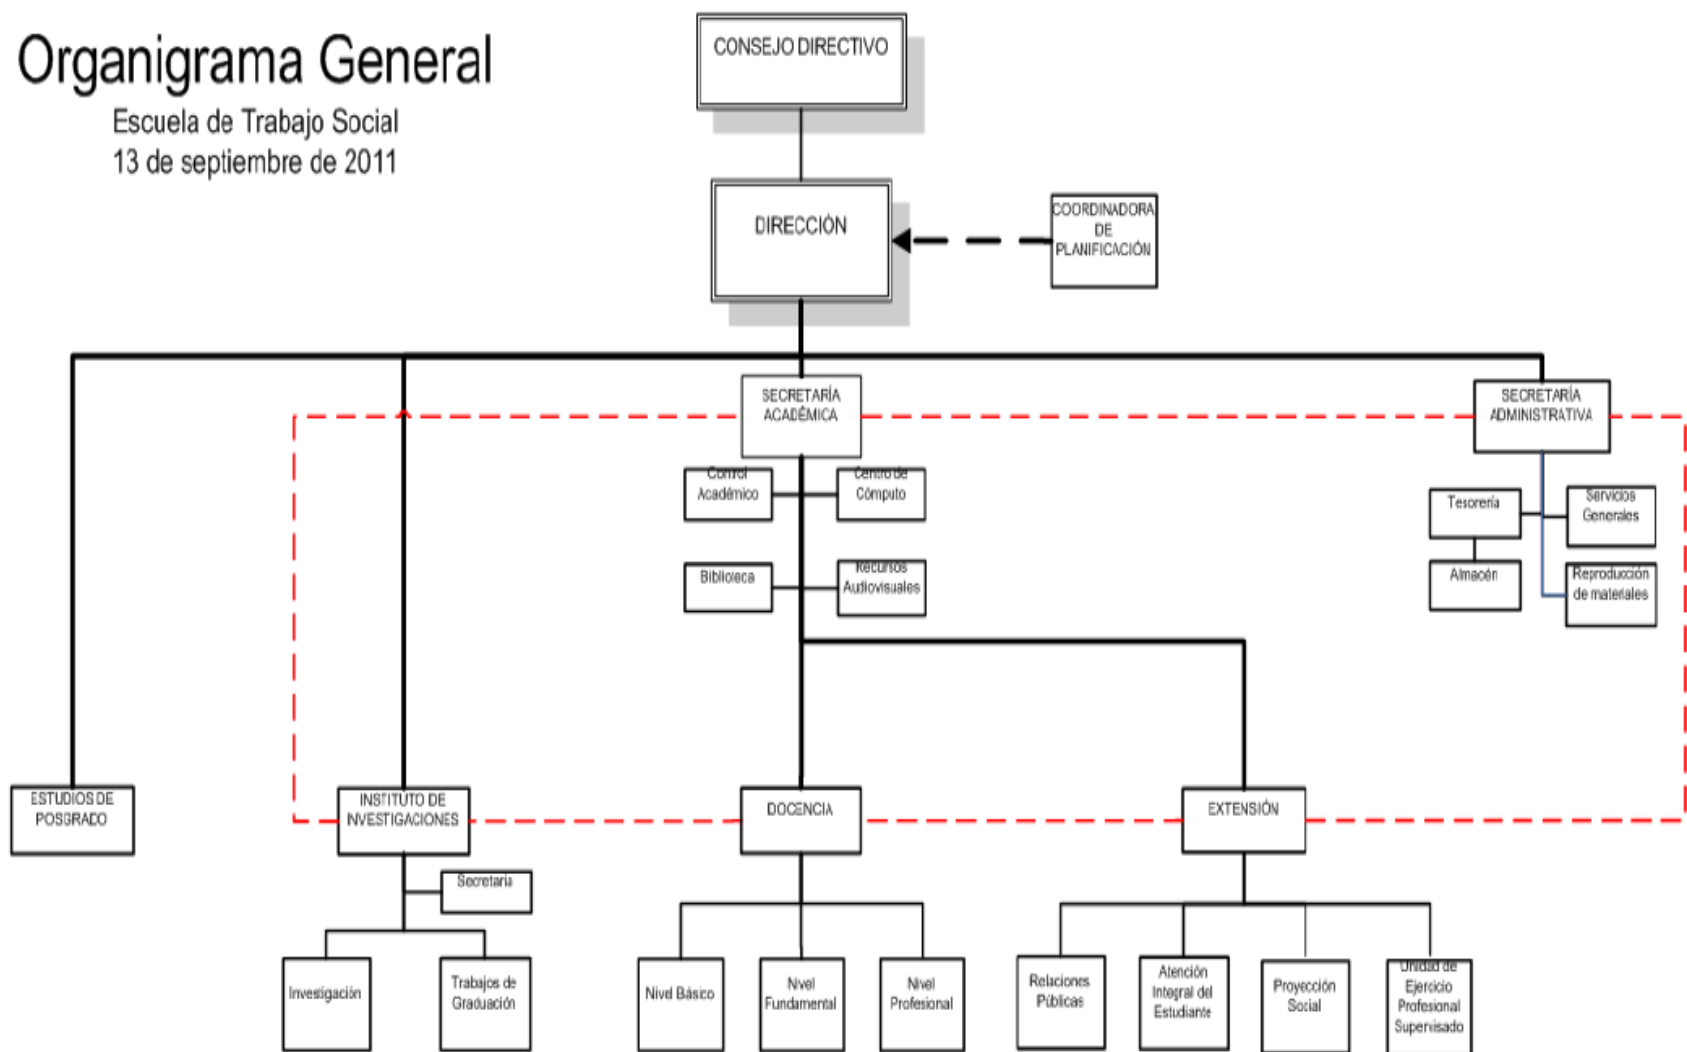 Organigrama General
Escuela de Trabajo Social
13 de septiembre de 2011
CONSEJO DIRECTIVO
DIRECCIÓN
COORDINADORA
DE
PLANIFICACIÓN
SECRETARÍA
ACADÉMICA
SECRETARÍA
ADMINISTRATIVA
Control
Académico
Centro de
Cómputo
Biblioteca
Recursos
Audiovisuales
Tesorería
Servicios
Generales
Almacén
Reproducción
de materiales
ESTUDIOS DE
POSGRADO
INSTITUTO DE
INVESTIGACIONES
DOCENCIA
EXTENSIÓN
Secretaria
Investigación
Trabajos de
Graduación
Nivel Básico
Nivel
Fundamental
Nivel
Profesional
Relaciones
Públicas
Atención
Integral del
Estudiante
Proyección
Social
Unidad de
Ejercicio
Profesional
Supervisado